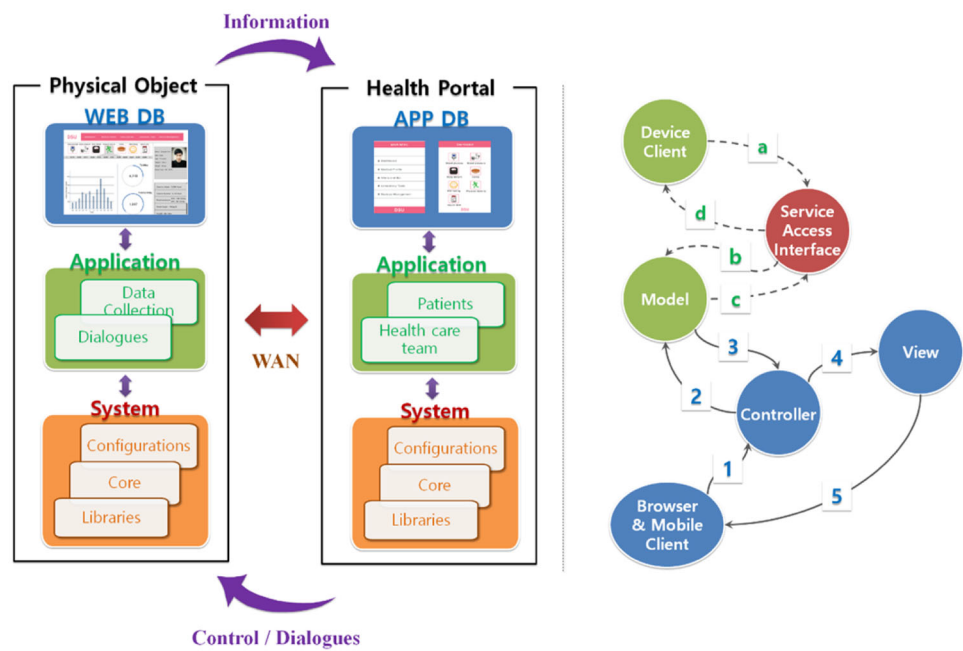 Information
Physical Object
WEB DB
Application
Data
Collection
Dialogues
System
Configurations
Core
Libraries
WAN
Health Portal
APP DB
Application
Patients
Health care
team
System
Configurations
Core
Libraries
Control / Dialogues
Device
Client
a
Service
Access
Interface
d
b
Model
c
3
4
View
2
Controller
1
Browser
& Mobile
Client
5